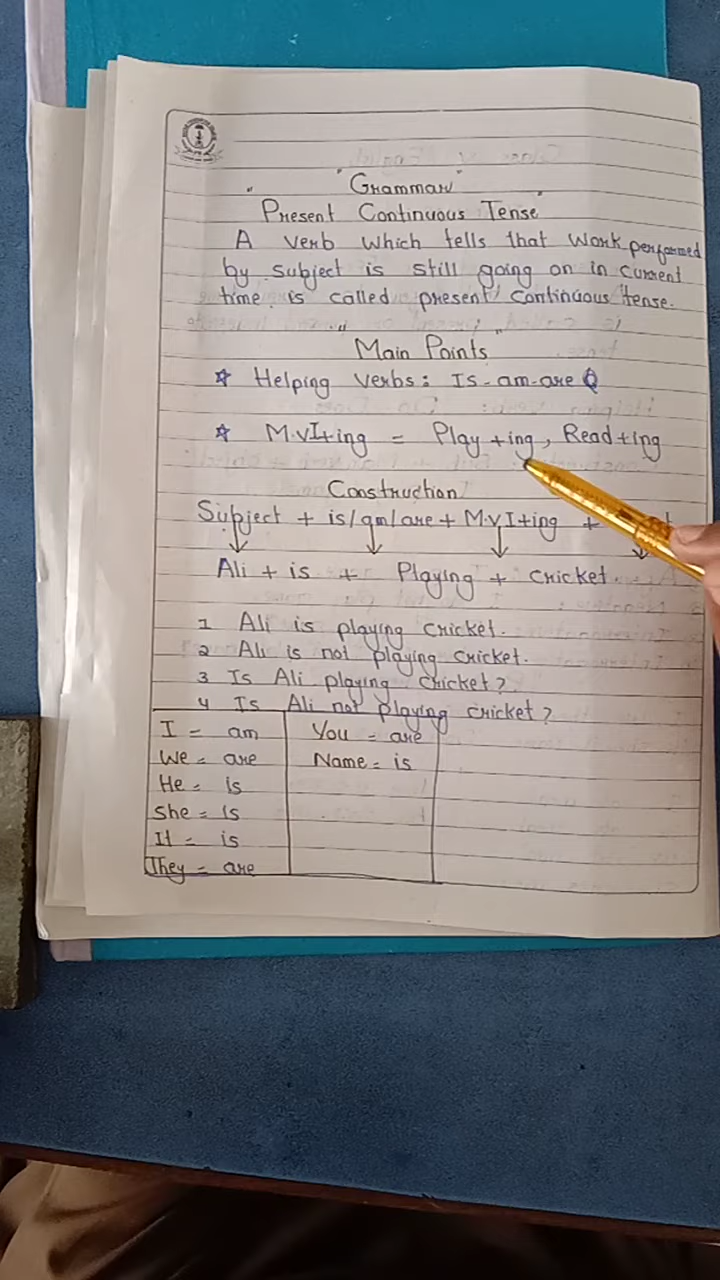 "Grammar"
"Present Continuous Tense"
A verb which tells that work performed
by subject is still going on in current
time is called present continuous tense.
"Main Points"
☆ Helping verbs: Is-am-are
☆ M.vI+ing = Play +ing, Read+ing
Construction
Subject + is/am/are + M.vI+ing +
Ali + is + Playing + cricket.
1 Ali is playing cricket.
2 Ali is not playing cricket.
3 Is Ali playing cricket?
4 Is Ali not playing cricket?
I = am
We = are
He = is
She = is
It = is
They = are
You = are
Name = is